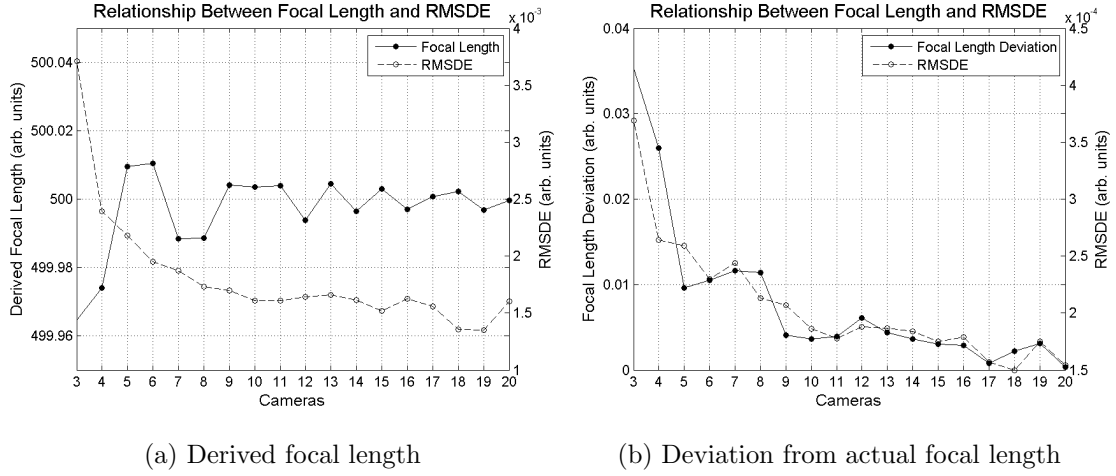 Relationship Between Focal Length and RMSDE
x 10⁻³
Derived Focal Length (arb. units)
500.04
500.02
500
499.98
499.96
Focal Length
RMSDE
4
3.5
3
2.5
2
1.5
1
RMSDE (arb. units)
3 4 5 6 7 8 9 10 11 12 13 14 15 16 17 18 19 20
Cameras
(a) Derived focal length
Relationship Between Focal Length and RMSDE
x 10⁻⁴
Focal Length Deviation (arb. units)
0.04
0.03
0.02
0.01
0
Focal Length Deviation
RMSDE
4.5
4
3.5
3
2.5
2
1.5
RMSDE (arb. units)
3 4 5 6 7 8 9 10 11 12 13 14 15 16 17 18 19 20
Cameras
(b) Deviation from actual focal length